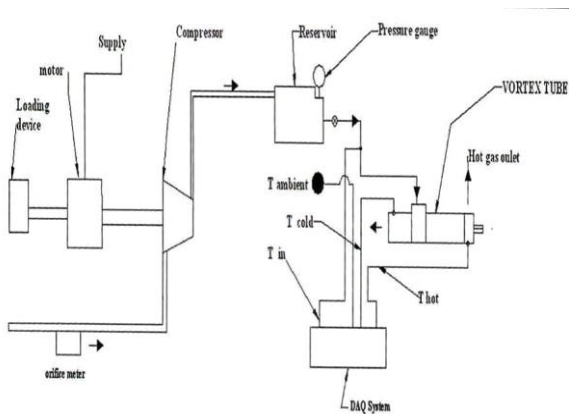 Supply
Compressor
Reservoir
Pressure gauge
motor
Loading
device
VORTEX TUBE
Hot gas oulet
T ambient
T cold
T in
T hot
orifice meter
DAQ System